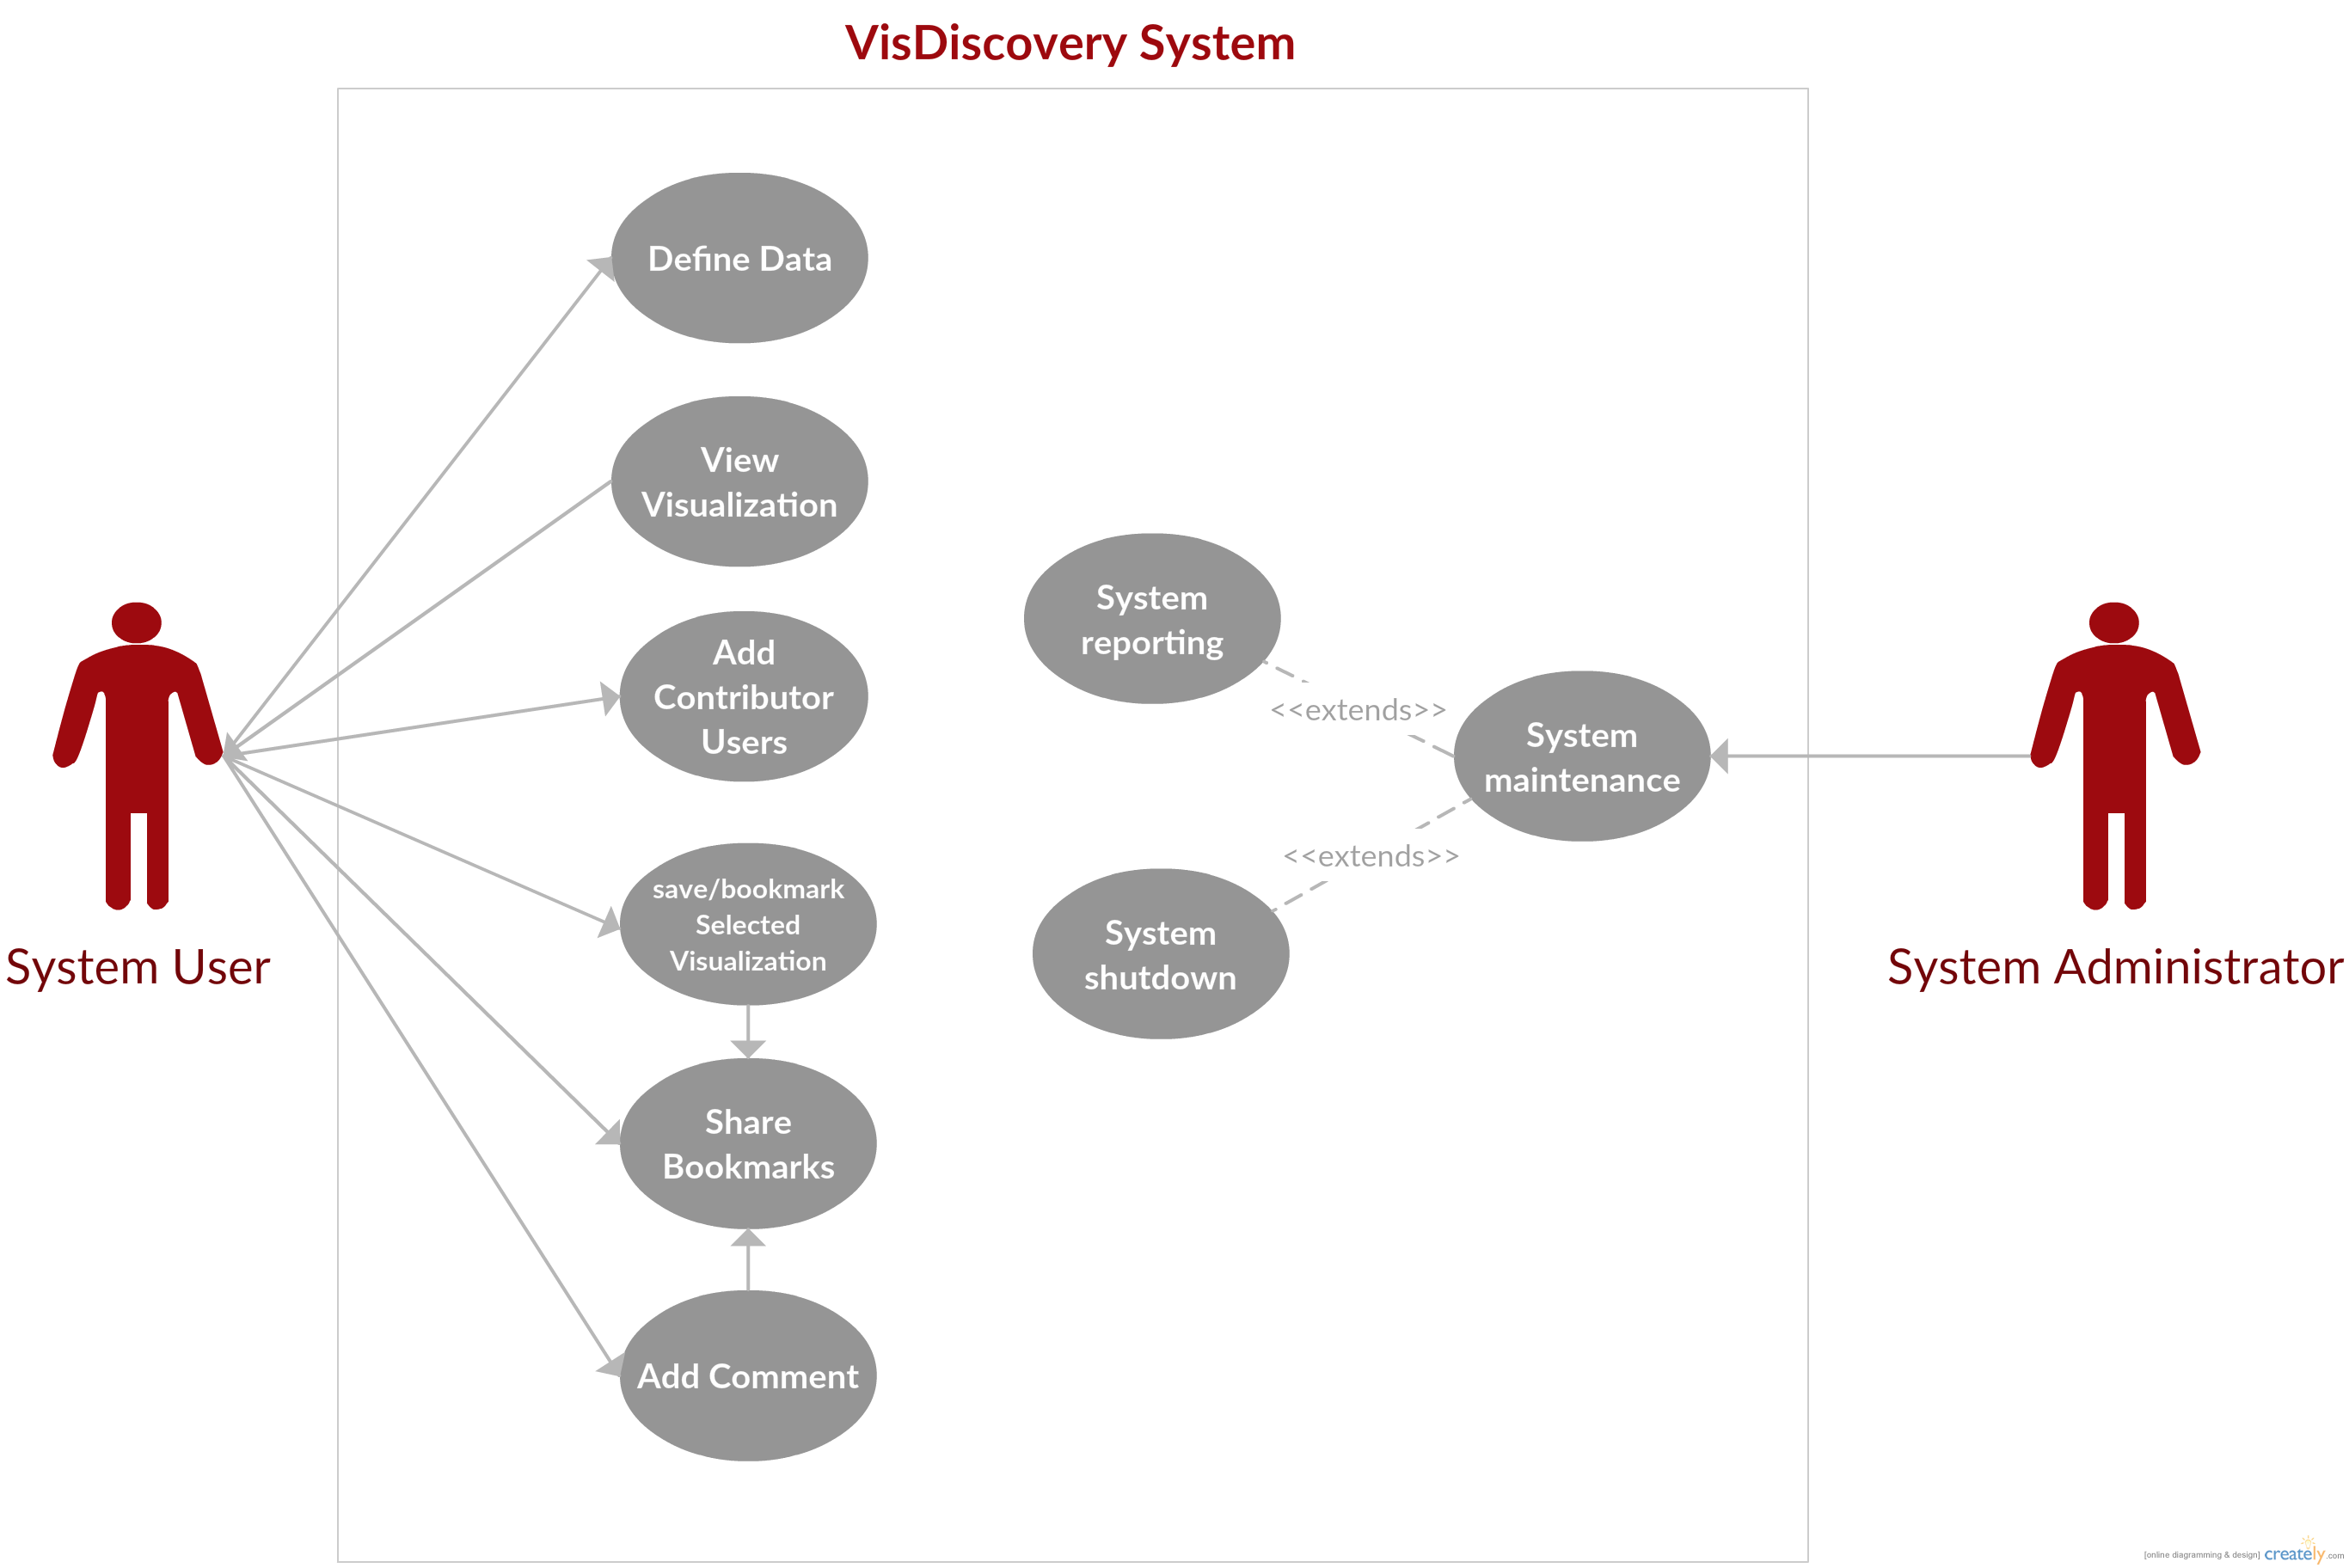 VisDiscovery System
Define Data
View
Visualization
Add
Contributor
Users
save/bookmark
Selected
Visualization
Share
Bookmarks
Add Comment
System
reporting
<<extends>>
System
maintenance
<<extends>>
System
shutdown
System User
System Administrator
[online diagramming & design] creately.com